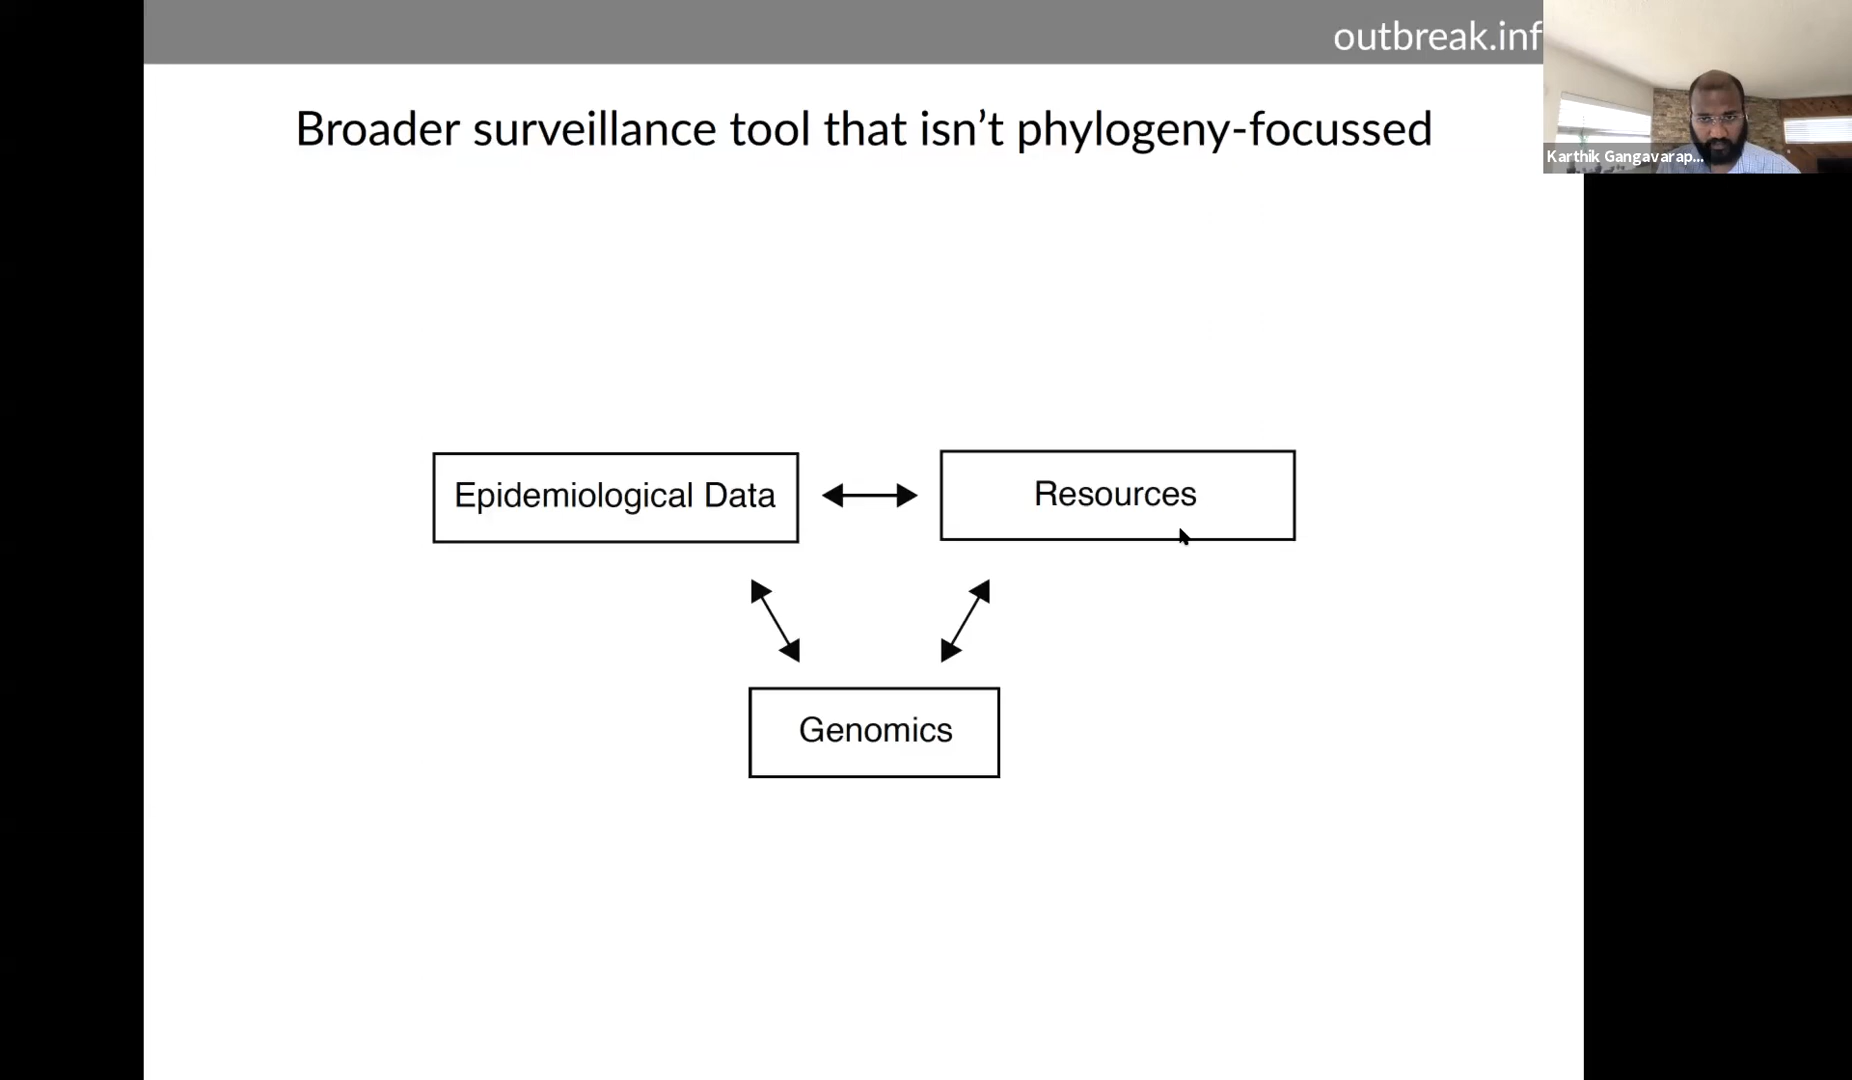 outbreak.inf
Broader surveillance tool that isn’t phylogeny-focussed
Karthik Gangavarap...
Epidemiological Data
Resources
Genomics